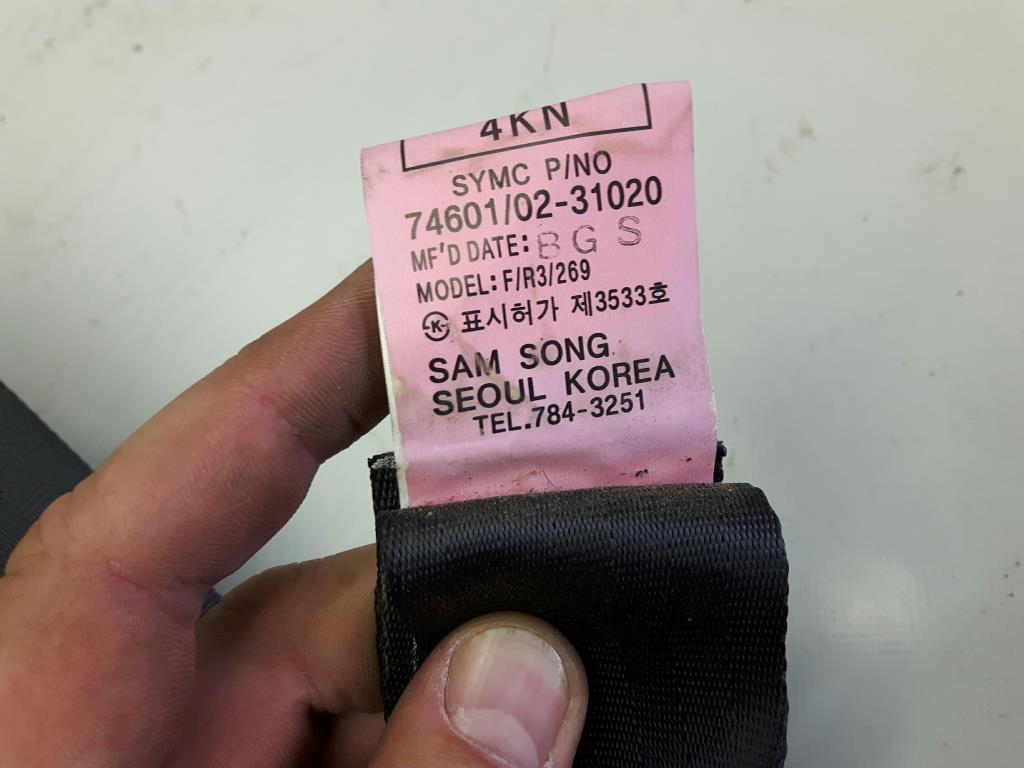 4KN
SYMC P/NO
74601/02-31020
MF'D DATE: B G S
MODEL: F/R3/269
K 표시허가 제3533호
SAM SONG
SEOUL KOREA
TEL.784-3251